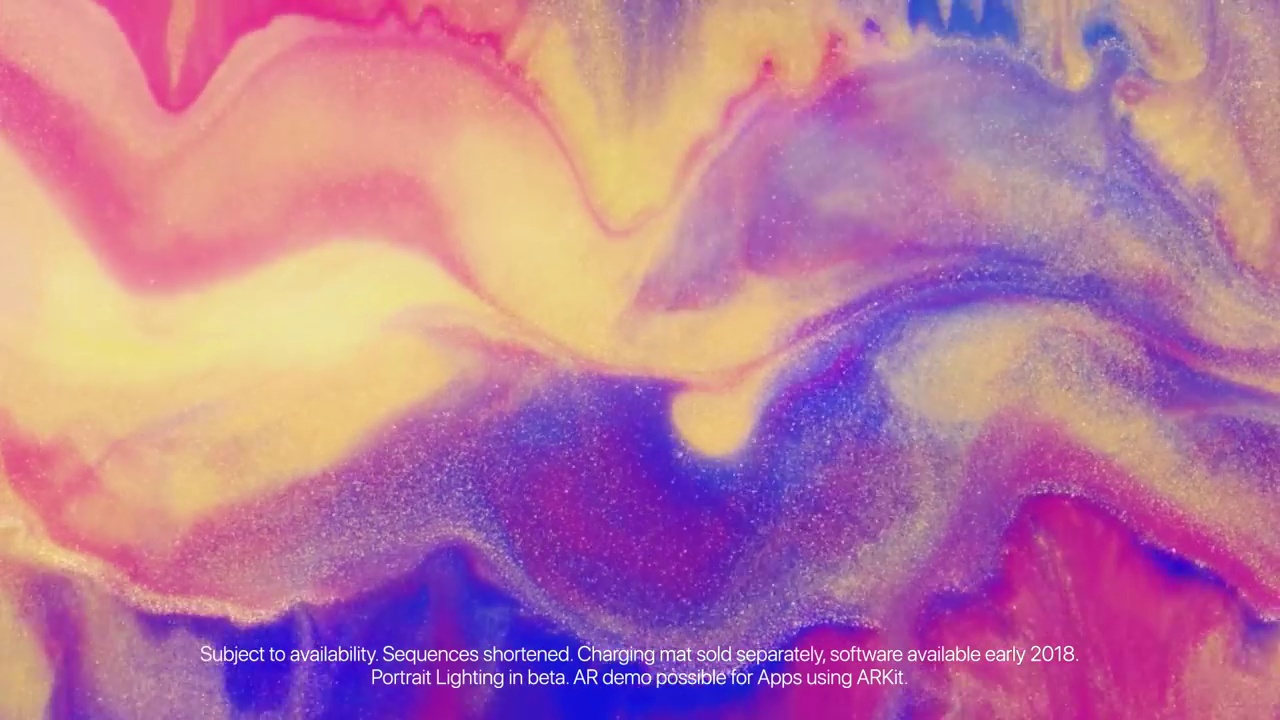 Subject to availability. Sequences shortened. Charging mat sold separately, software available early 2018.
Portrait Lighting in beta. AR demo possible for Apps using ARKit.